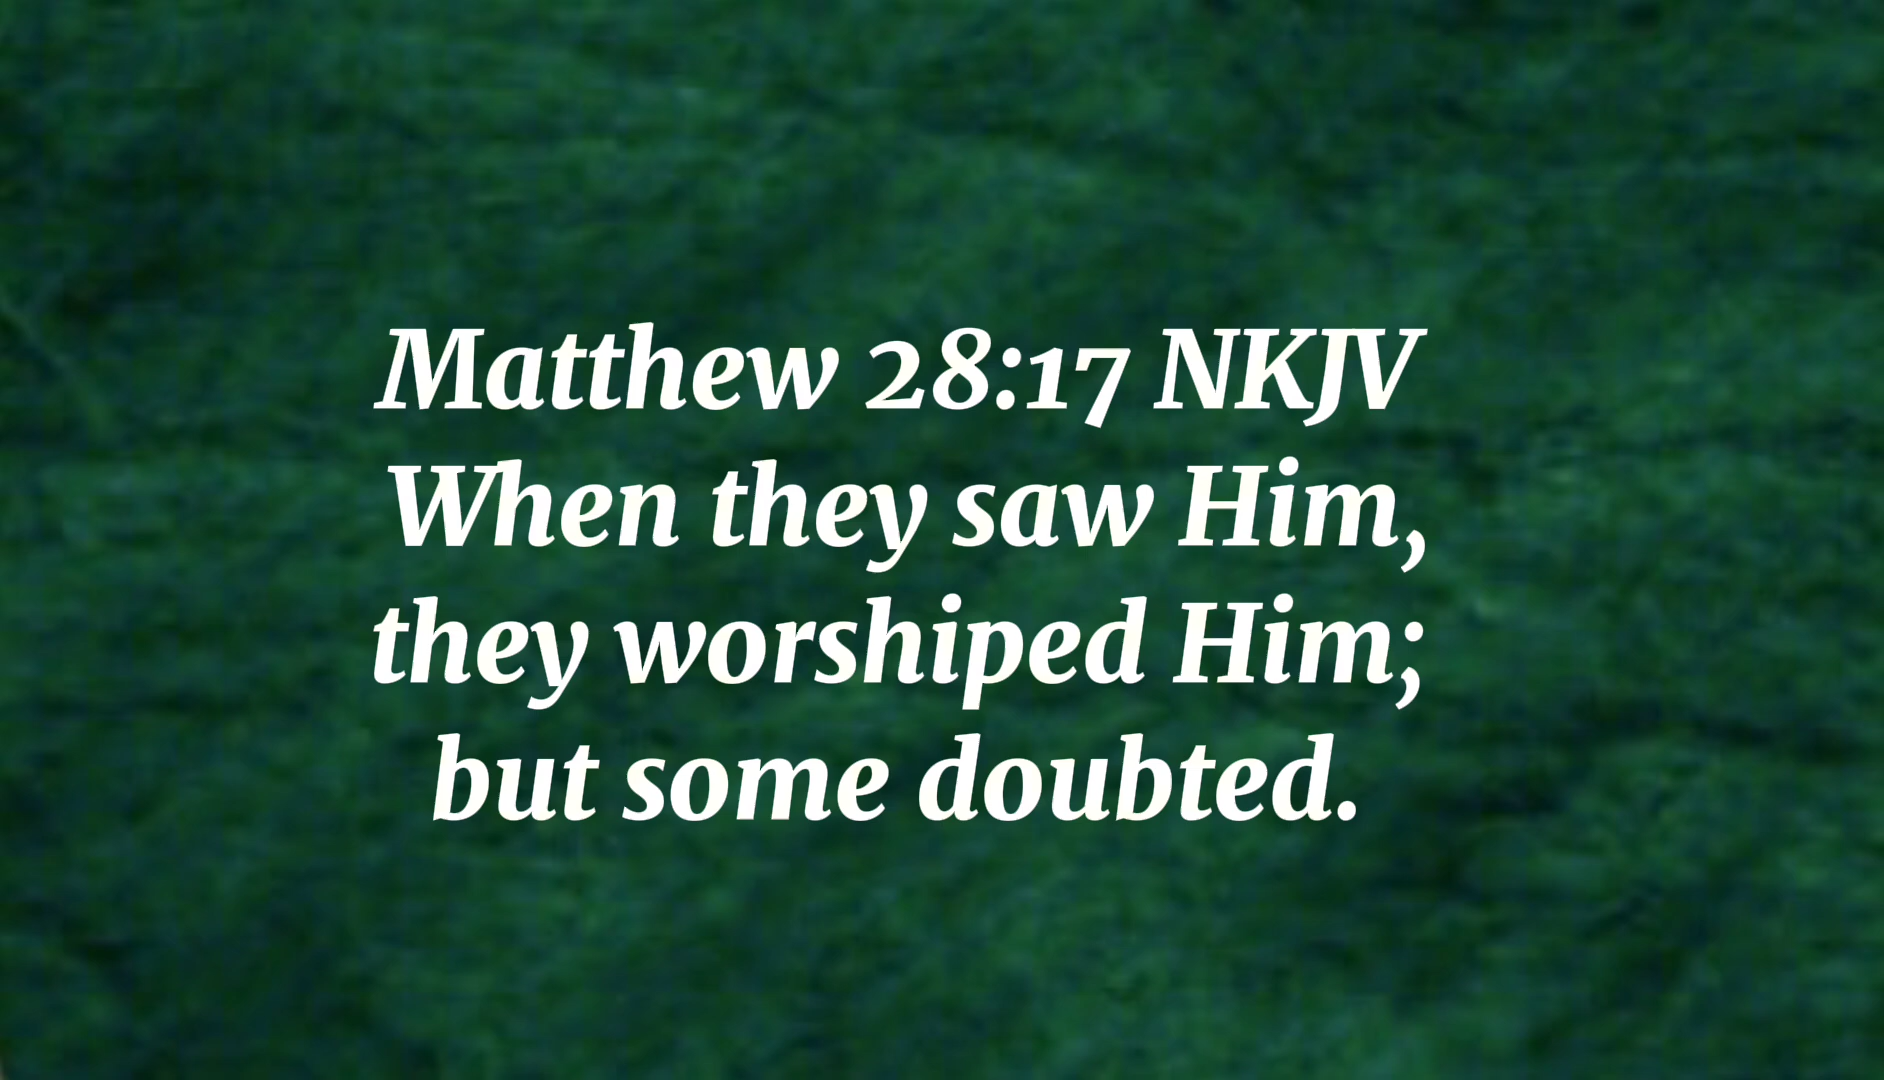 Matthew 28:17 NKJV
When they saw Him,
they worshiped Him;
but some doubted.